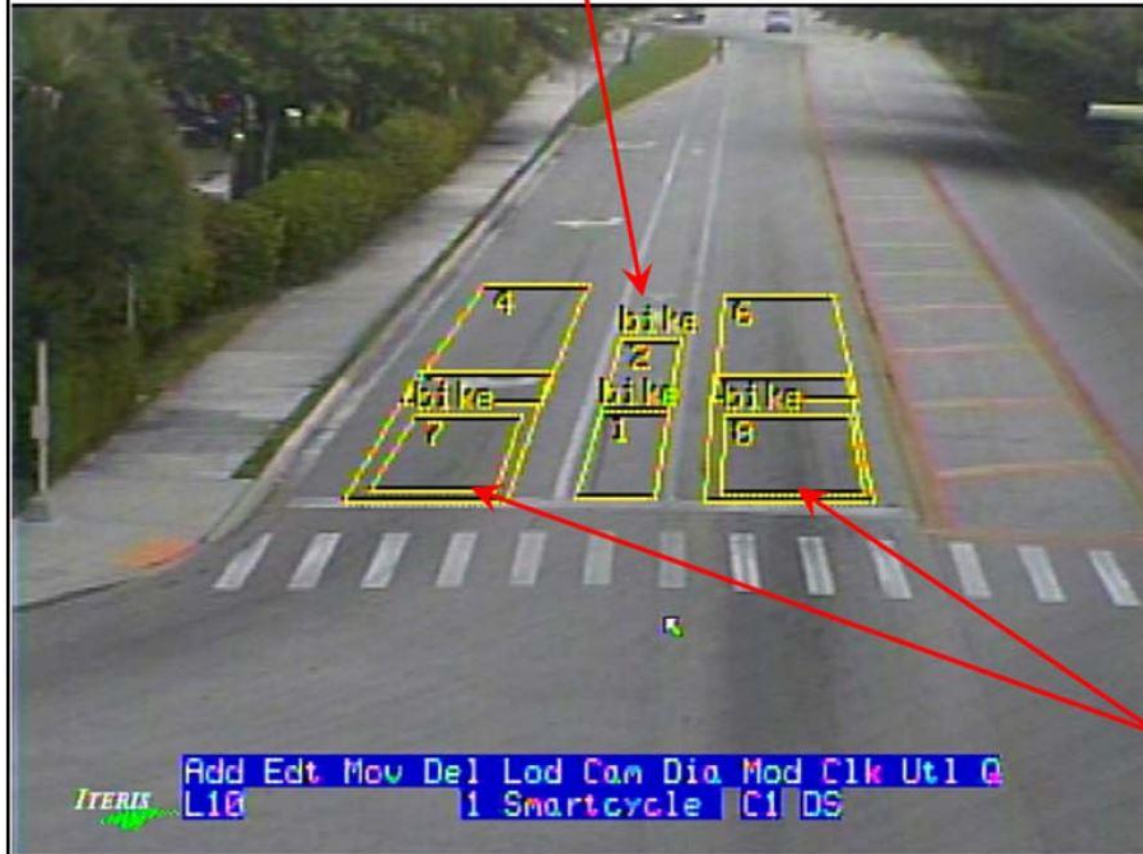 4
bike
6
2
bike
bike
bike
7
1
8
Add Edt Mov Del Lod Cam Dia Mod Clk Utl Q
ITERIS
L10
1 Smartcycle
C1
DS